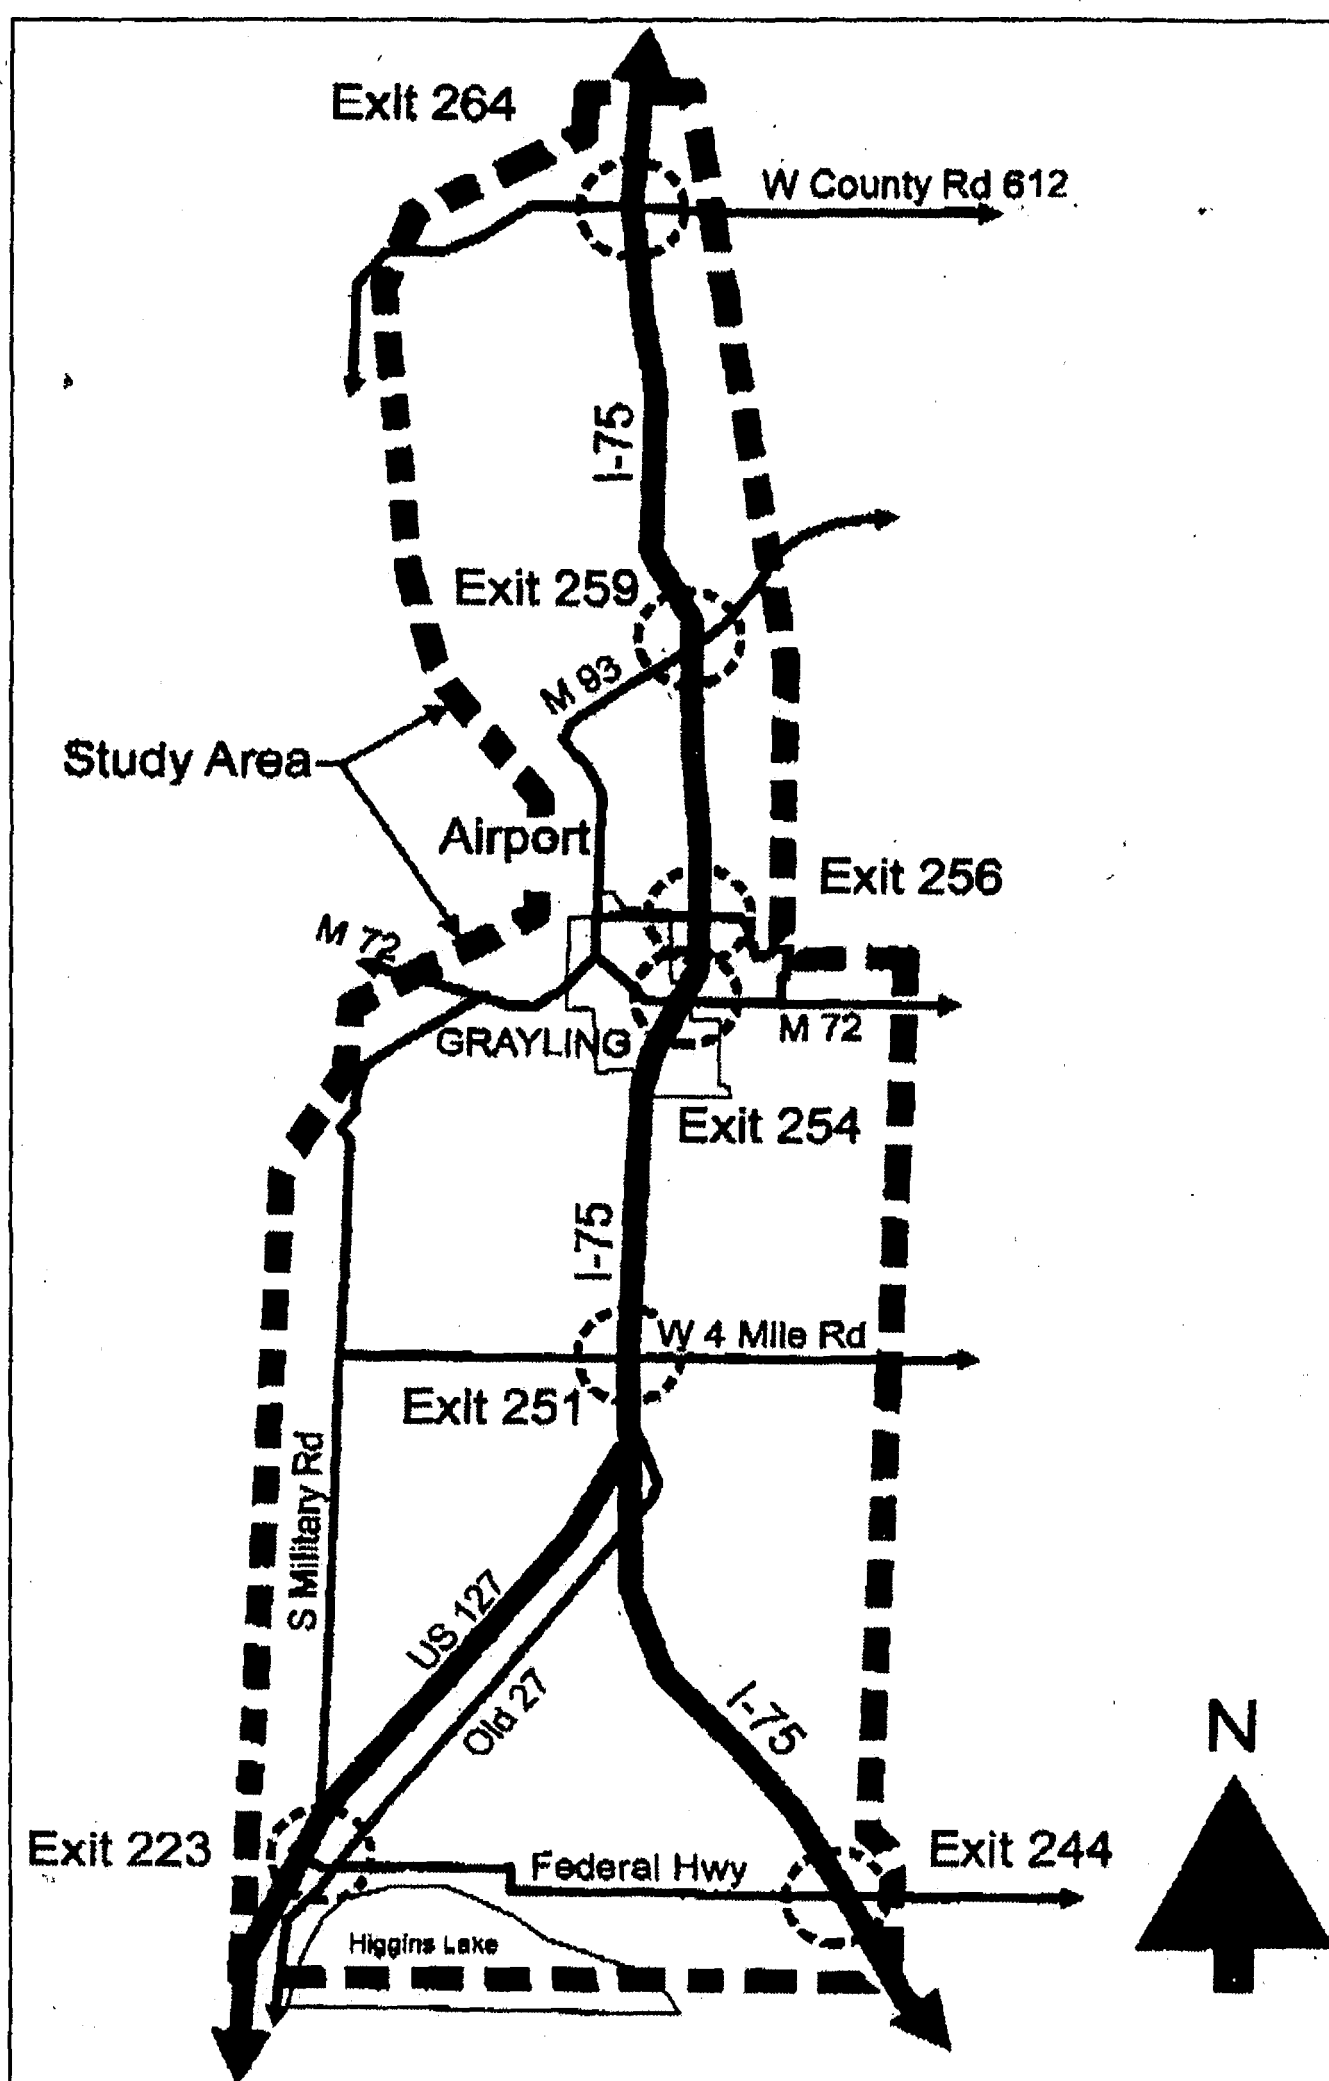 Exit 264
W County Rd 612
I-75
Exit 259
M 93
Study Area
Airport
Exit 256
M 72
GRAYLING
M 72
Exit 254
I-75
W 4 Mile Rd
Exit 251
S Military Rd
US 127
Old 27
I-75
N
Exit 223
Federal Hwy
Exit 244
Higgins Lake